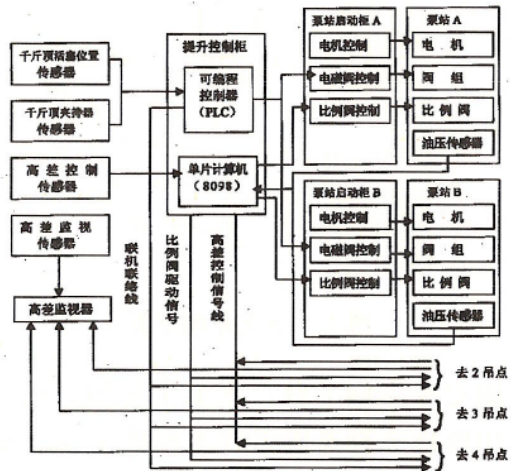 千斤顶活塞位置
传感器
千斤顶夹持器
传感器
高差控制
传感器
高差监视
传感器
高差监视器
提升控制柜
可编程
控制器
(PLC)
单片计算机
(8098)
联机联络线
比例阀驱动信号
高差控制信号线
泵站启动柜 A
电机控制
电磁阀控制
比例阀控制
泵站 A
电机
阀组
比例阀
油压传感器
泵站启动柜 B
电机控制
电磁阀控制
比例阀控制
泵站 B
电机
阀组
比例阀
油压传感器
去2吊点
去3吊点
去4吊点